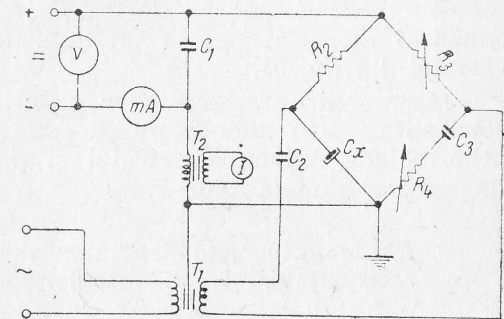 +
C1
R2
R3
=
V
-
mA
T2
I
C2
Cx
C3
R4
~
T1